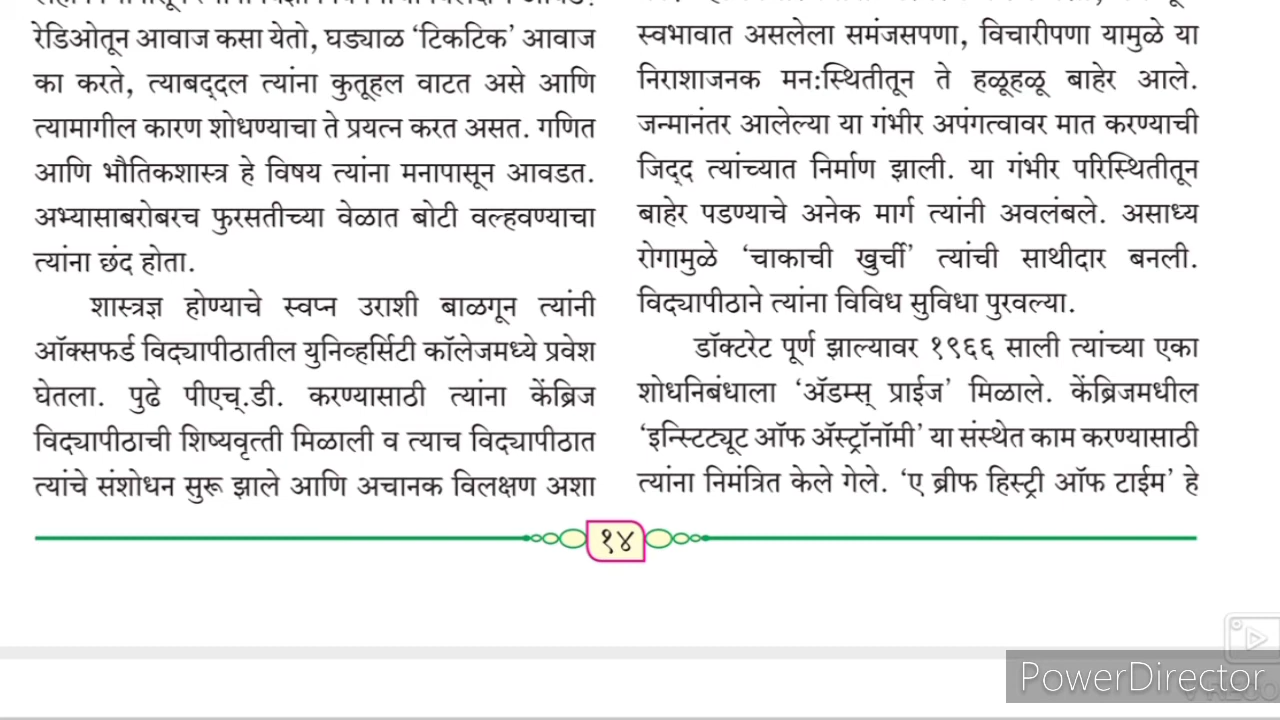 रेडिओतून आवाज कसा येतो, घड्याळ ‘टिकटिक’ आवाज
का करते, त्याबद्‌दल त्यांना कुतूहल वाटत असे आणि
त्यामागील कारण शोधण्याचा ते प्रयत्न करत असत. गणित
आणि भौतिकशास्त्र हे विषय त्यांना मनापासून आवडत.
अभ्यासाबरोबरच फुरसतीच्या वेळात बोटी वल्हवण्याचा
त्यांना छंद होता.
शास्त्रज्ञ होण्याचे स्वप्न उराशी बाळगून त्यांनी
ऑक्सफर्ड विद्यापीठातील युनिव्हर्सिटी कॉलेजमध्ये प्रवेश
घेतला. पुढे पीएच्.डी. करण्यासाठी त्यांना केंब्रिज
विद्यापीठाची शिष्यवृत्ती मिळाली व त्याच विद्यापीठात
त्यांचे संशोधन सुरू झाले आणि अचानक विलक्षण अशा
स्वभावात असलेला समंजसपणा, विचारीपणा यामुळे या
निराशाजनक मन:स्थितीतून ते हळूहळू बाहेर आले.
जन्मानंतर आलेल्या या गंभीर अपंगत्वावर मात करण्याची
जिद्‌द त्यांच्यात निर्माण झाली. या गंभीर परिस्थितीतून
बाहेर पडण्याचे अनेक मार्ग त्यांनी अवलंबले. असाध्य
रोगामुळे ‘चाकाची खुर्ची’ त्यांची साथीदार बनली.
विद्यापीठाने त्यांना विविध सुविधा पुरवल्या.
डॉक्टरेट पूर्ण झाल्यावर १९६६ साली त्यांच्या एका
शोधनिबंधाला ‘ॲडम्स् प्राईज’ मिळाले. केंब्रिजमधील
‘इन्स्टिट्यूट ऑफ ॲस्ट्रॉनॉमी’ या संस्थेत काम करण्यासाठी
त्यांना निमंत्रित केले गेले. ‘ए ब्रीफ हिस्ट्री ऑफ टाईम’ हे
१४
PowerDirector